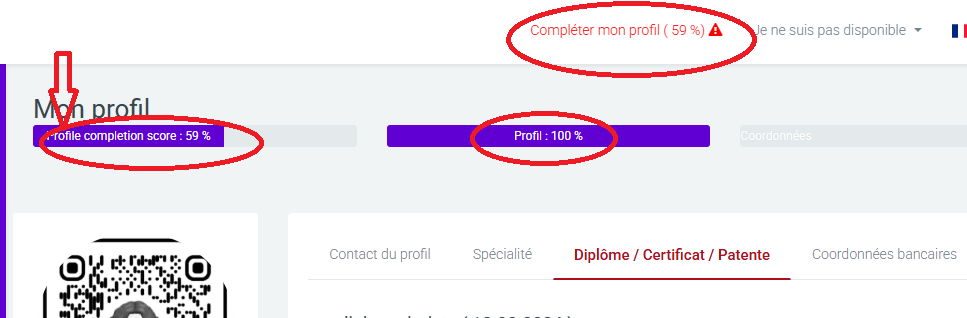 Compléter mon profil ( 59 %)
Je ne suis pas disponible
Mon profil
Profile completion score : 59 %
Profil : 100 %
Coordonnées
Contact du profil
Spécialité
Diplôme / Certificat / Patente
Coordonnées bancaires